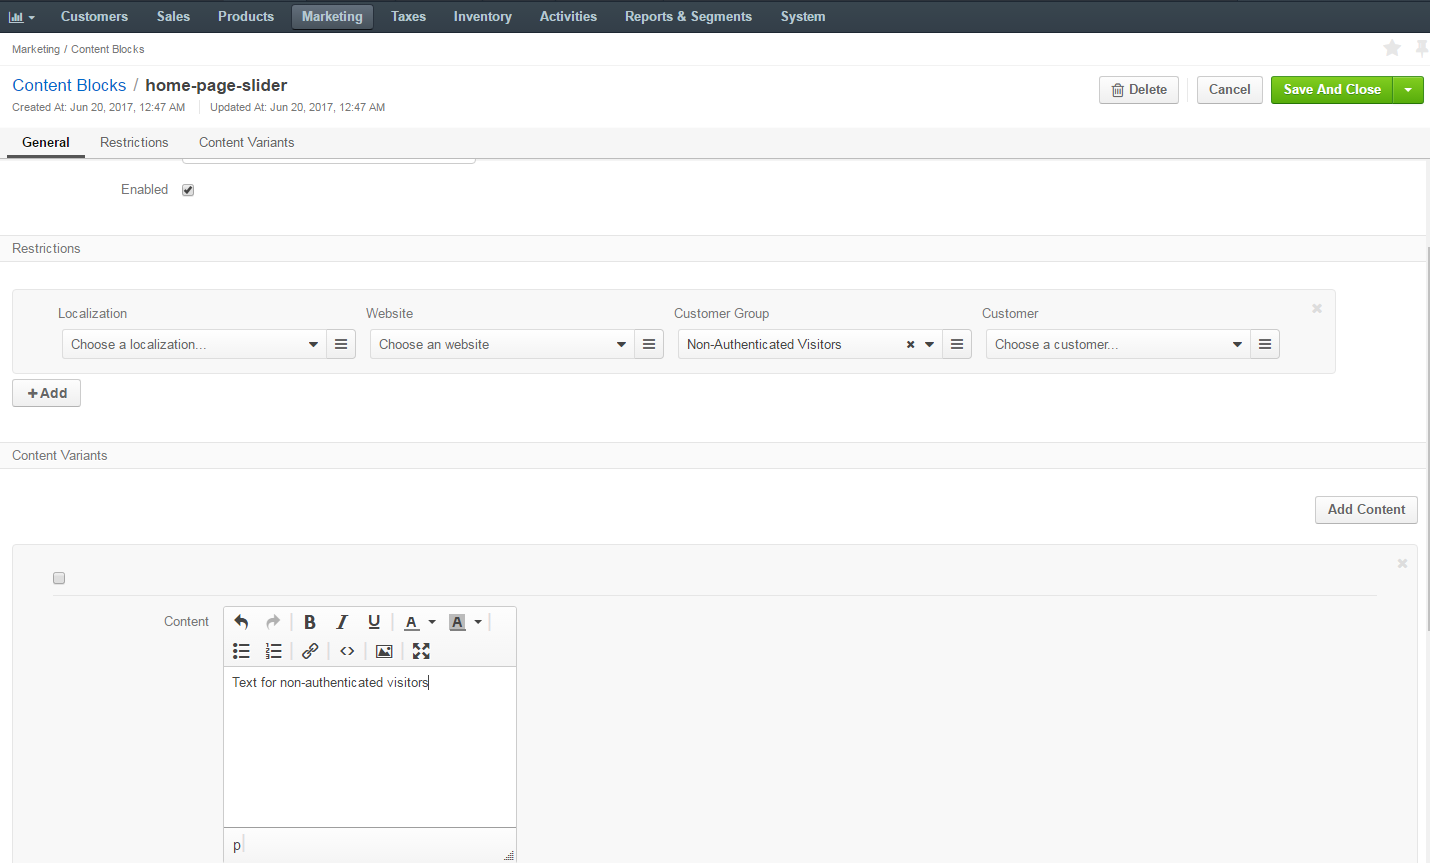 Customers Sales Products Marketing Taxes Inventory Activities Reports & Segments System
Marketing / Content Blocks
Content Blocks / home-page-slider
Delete Cancel Save And Close
Created At: Jun 20, 2017, 12:47 AM Updated At: Jun 20, 2017, 12:47 AM
General Restrictions Content Variants
Enabled
Restrictions
Localization Website Customer Group Customer
Choose a localization... Choose an website Non-Authenticated Visitors Choose a customer...
+Add
Content Variants
Add Content
Content
B I U A A
Text for non-authenticated visitors
p